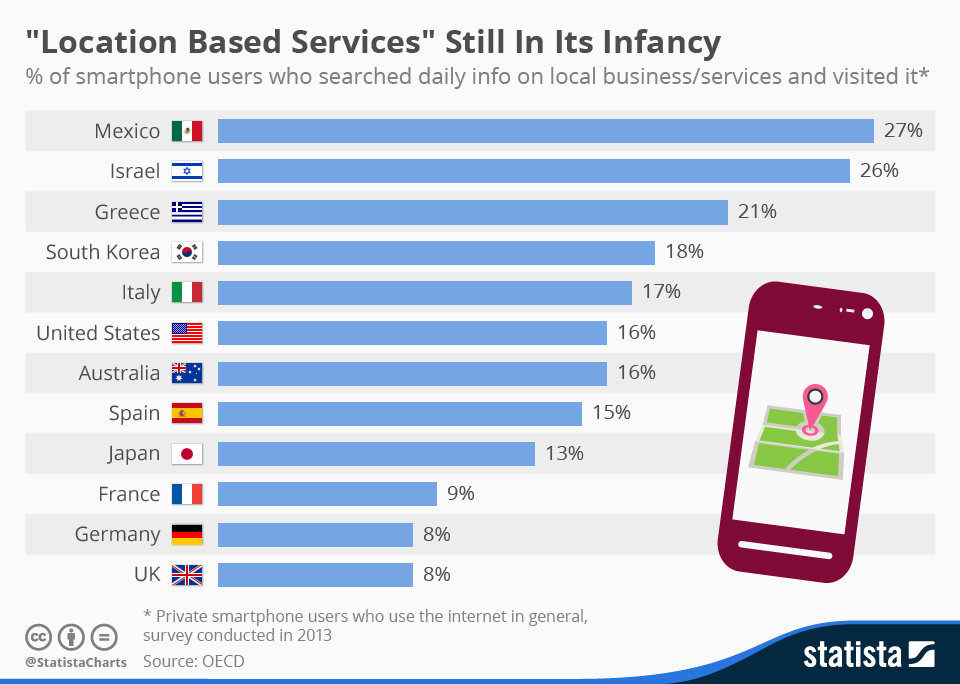 "Location Based Services" Still In Its Infancy
% of smartphone users who searched daily info on local business/services and visited it*
Mexico 27%
Israel 26%
Greece 21%
South Korea 18%
Italy 17%
United States 16%
Australia 16%
Spain 15%
Japan 13%
France 9%
Germany 8%
UK 8%
* Private smartphone users who use the internet in general,
survey conducted in 2013
cc
@StatistaCharts Source: OECD
statista